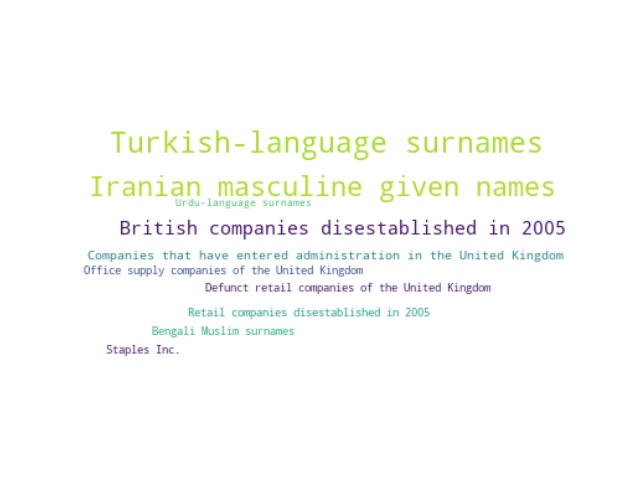 Turkish-language surnames
Iranian masculine given names
Urdu-language surnames
British companies disestablished in 2005
Companies that have entered administration in the United Kingdom
Office supply companies of the United Kingdom
Defunct retail companies of the United Kingdom
Retail companies disestablished in 2005
Bengali Muslim surnames
Staples Inc.